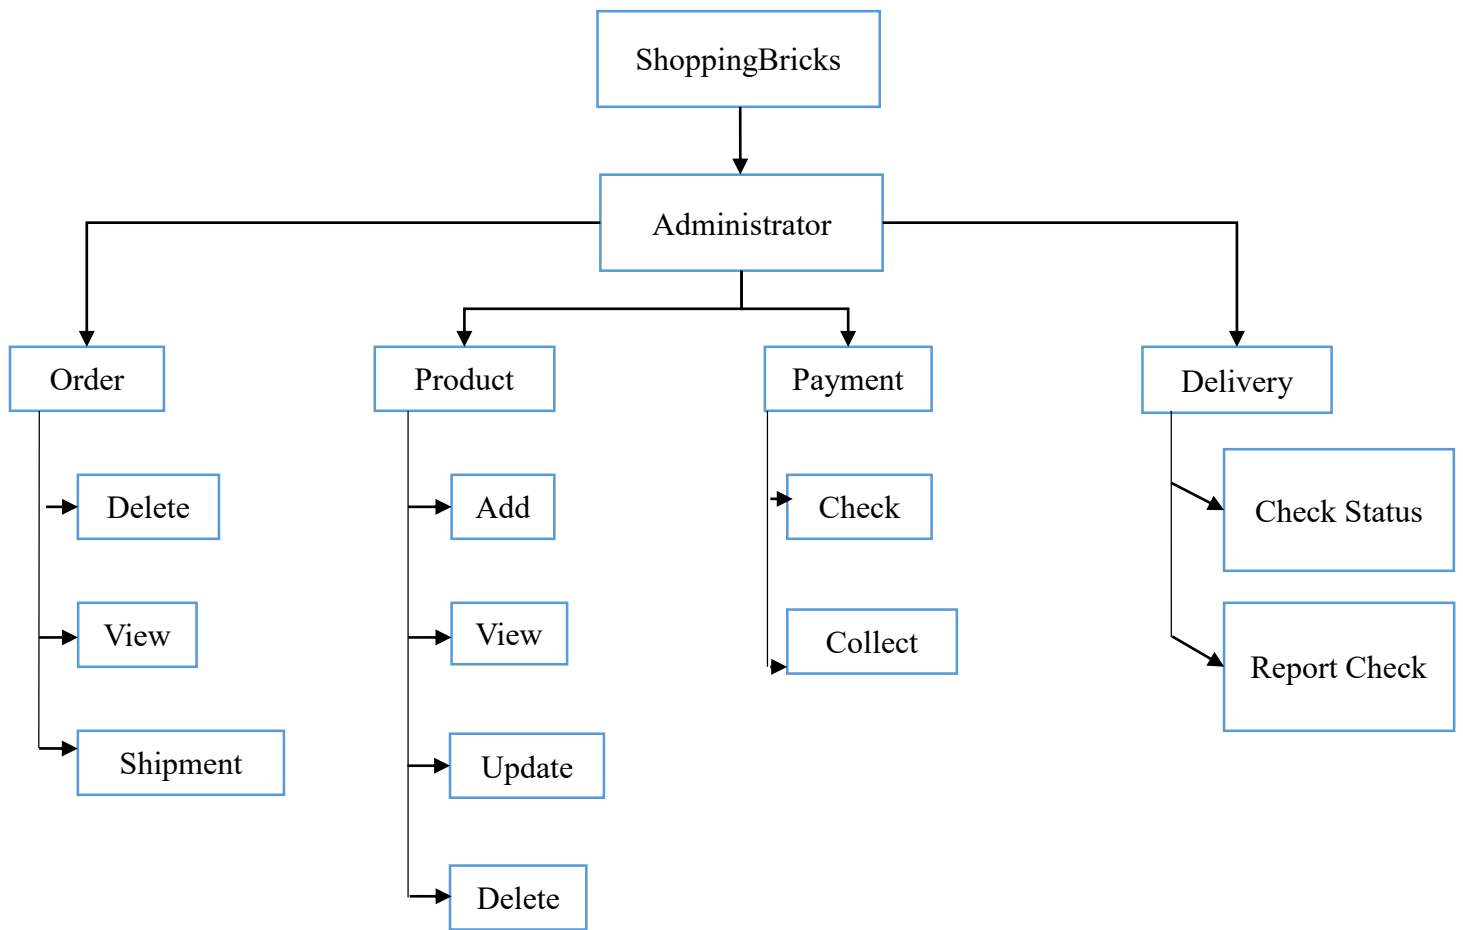 ShoppingBricks
Administrator
Order
Product
Payment
Delivery
Delete
Add
Check
Check Status
View
View
Collect
Report Check
Shipment
Update
Delete